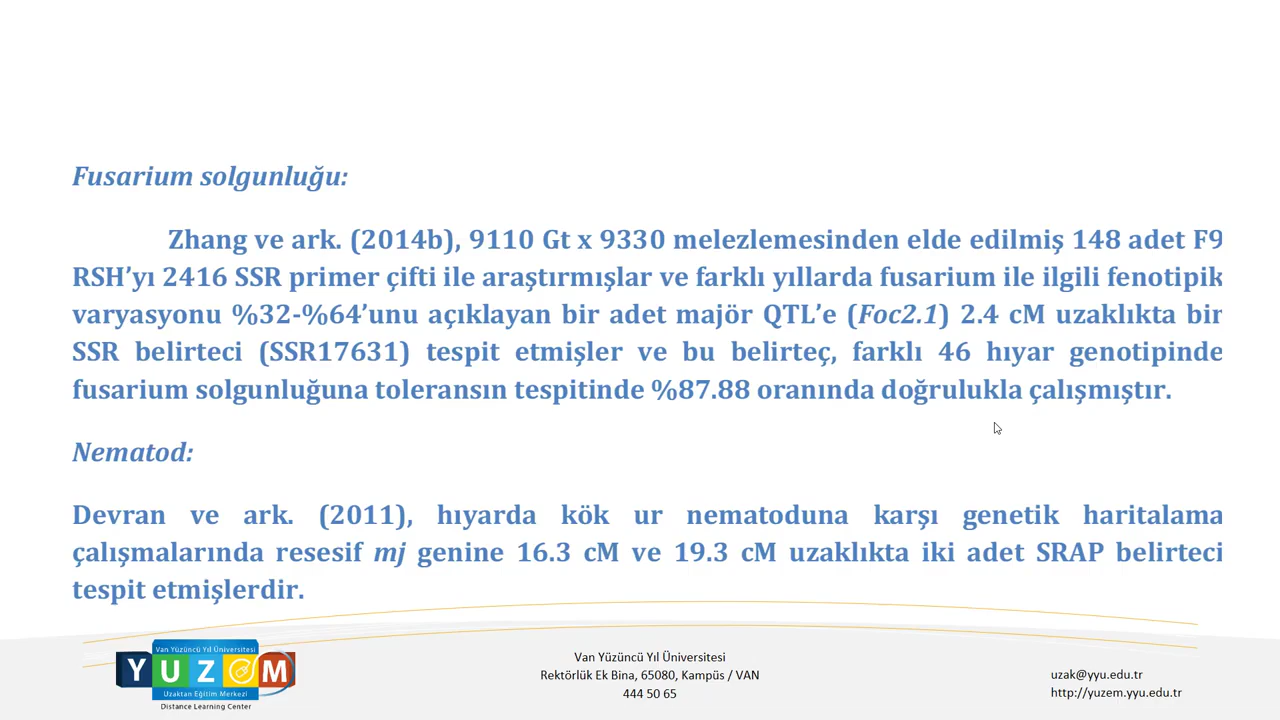 Fusarium solgunluğu:
Zhang ve ark. (2014b), 9110 Gt x 9330 melezlemesinden elde edilmiş 148 adet F9
RSH’yı 2416 SSR primer çifti ile araştırmışlar ve farklı yıllarda fusarium ile ilgili fenotipik
varyasyonu %32-%64’unu açıklayan bir adet majör QTL’e (Foc2.1) 2.4 cM uzaklıkta bir
SSR belirteci (SSR17631) tespit etmişler ve bu belirteç, farklı 46 hıyar genotipinde
fusarium solgunluğuna toleransın tespitinde %87.88 oranında doğrulukla çalışmıştır.
Nematod:
Devran ve ark. (2011), hıyarda kök ur nematoduna karşı genetik haritalama
çalışmalarında resesif mj genine 16.3 cM ve 19.3 cM uzaklıkta iki adet SRAP belirteci
tespit etmişlerdir.
Van Yüzüncü Yıl Üniversitesi
YUZEM
Uzaktan Eğitim Merkezi
Distance Learning Center
Van Yüzüncü Yıl Üniversitesi
Rektörlük Ek Bina, 65080, Kampüs / VAN
444 50 65
uzak@yyu.edu.tr
http://yuzem.yyu.edu.tr